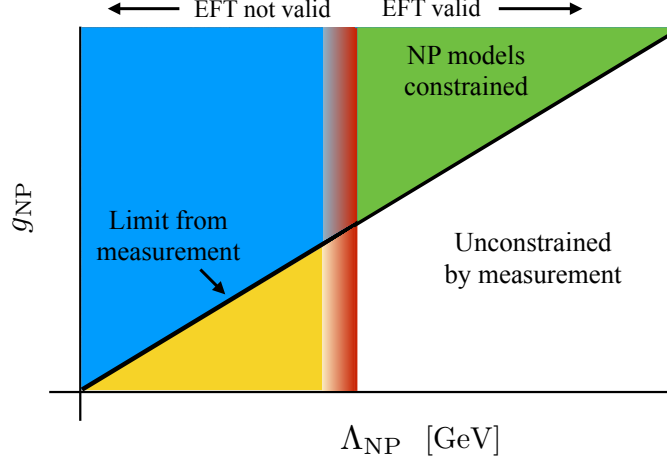 EFT not valid
EFT valid
NP models
constrained
g_NP
Limit from
measurement
Unconstrained
by measurement
Λ_NP [GeV]